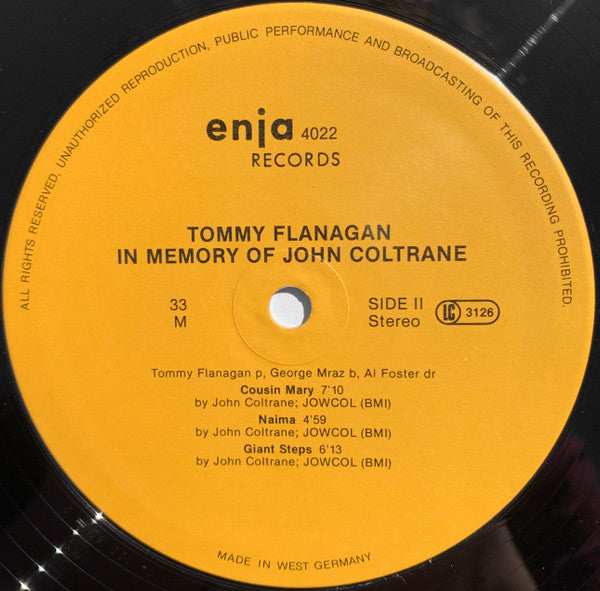 ALL RIGHTS RESERVED, UNAUTHORIZED REPRODUCTION, PUBLIC PERFORMANCE AND BROADCASTING OF THIS RECORDING PROHIBITED.
enja 4022
RECORDS
TOMMY FLANAGAN
IN MEMORY OF JOHN COLTRANE
33
M
SIDE II
Stereo
LC 3126
Tommy Flanagan p, George Mraz b, Al Foster dr
Cousin Mary 7'10
by John Coltrane; JOWCOL (BMI)
Naima 4'59
by John Coltrane; JOWCOL (BMI)
Giant Steps 6'13
by John Coltrane; JOWCOL (BMI)
MADE IN WEST GERMANY